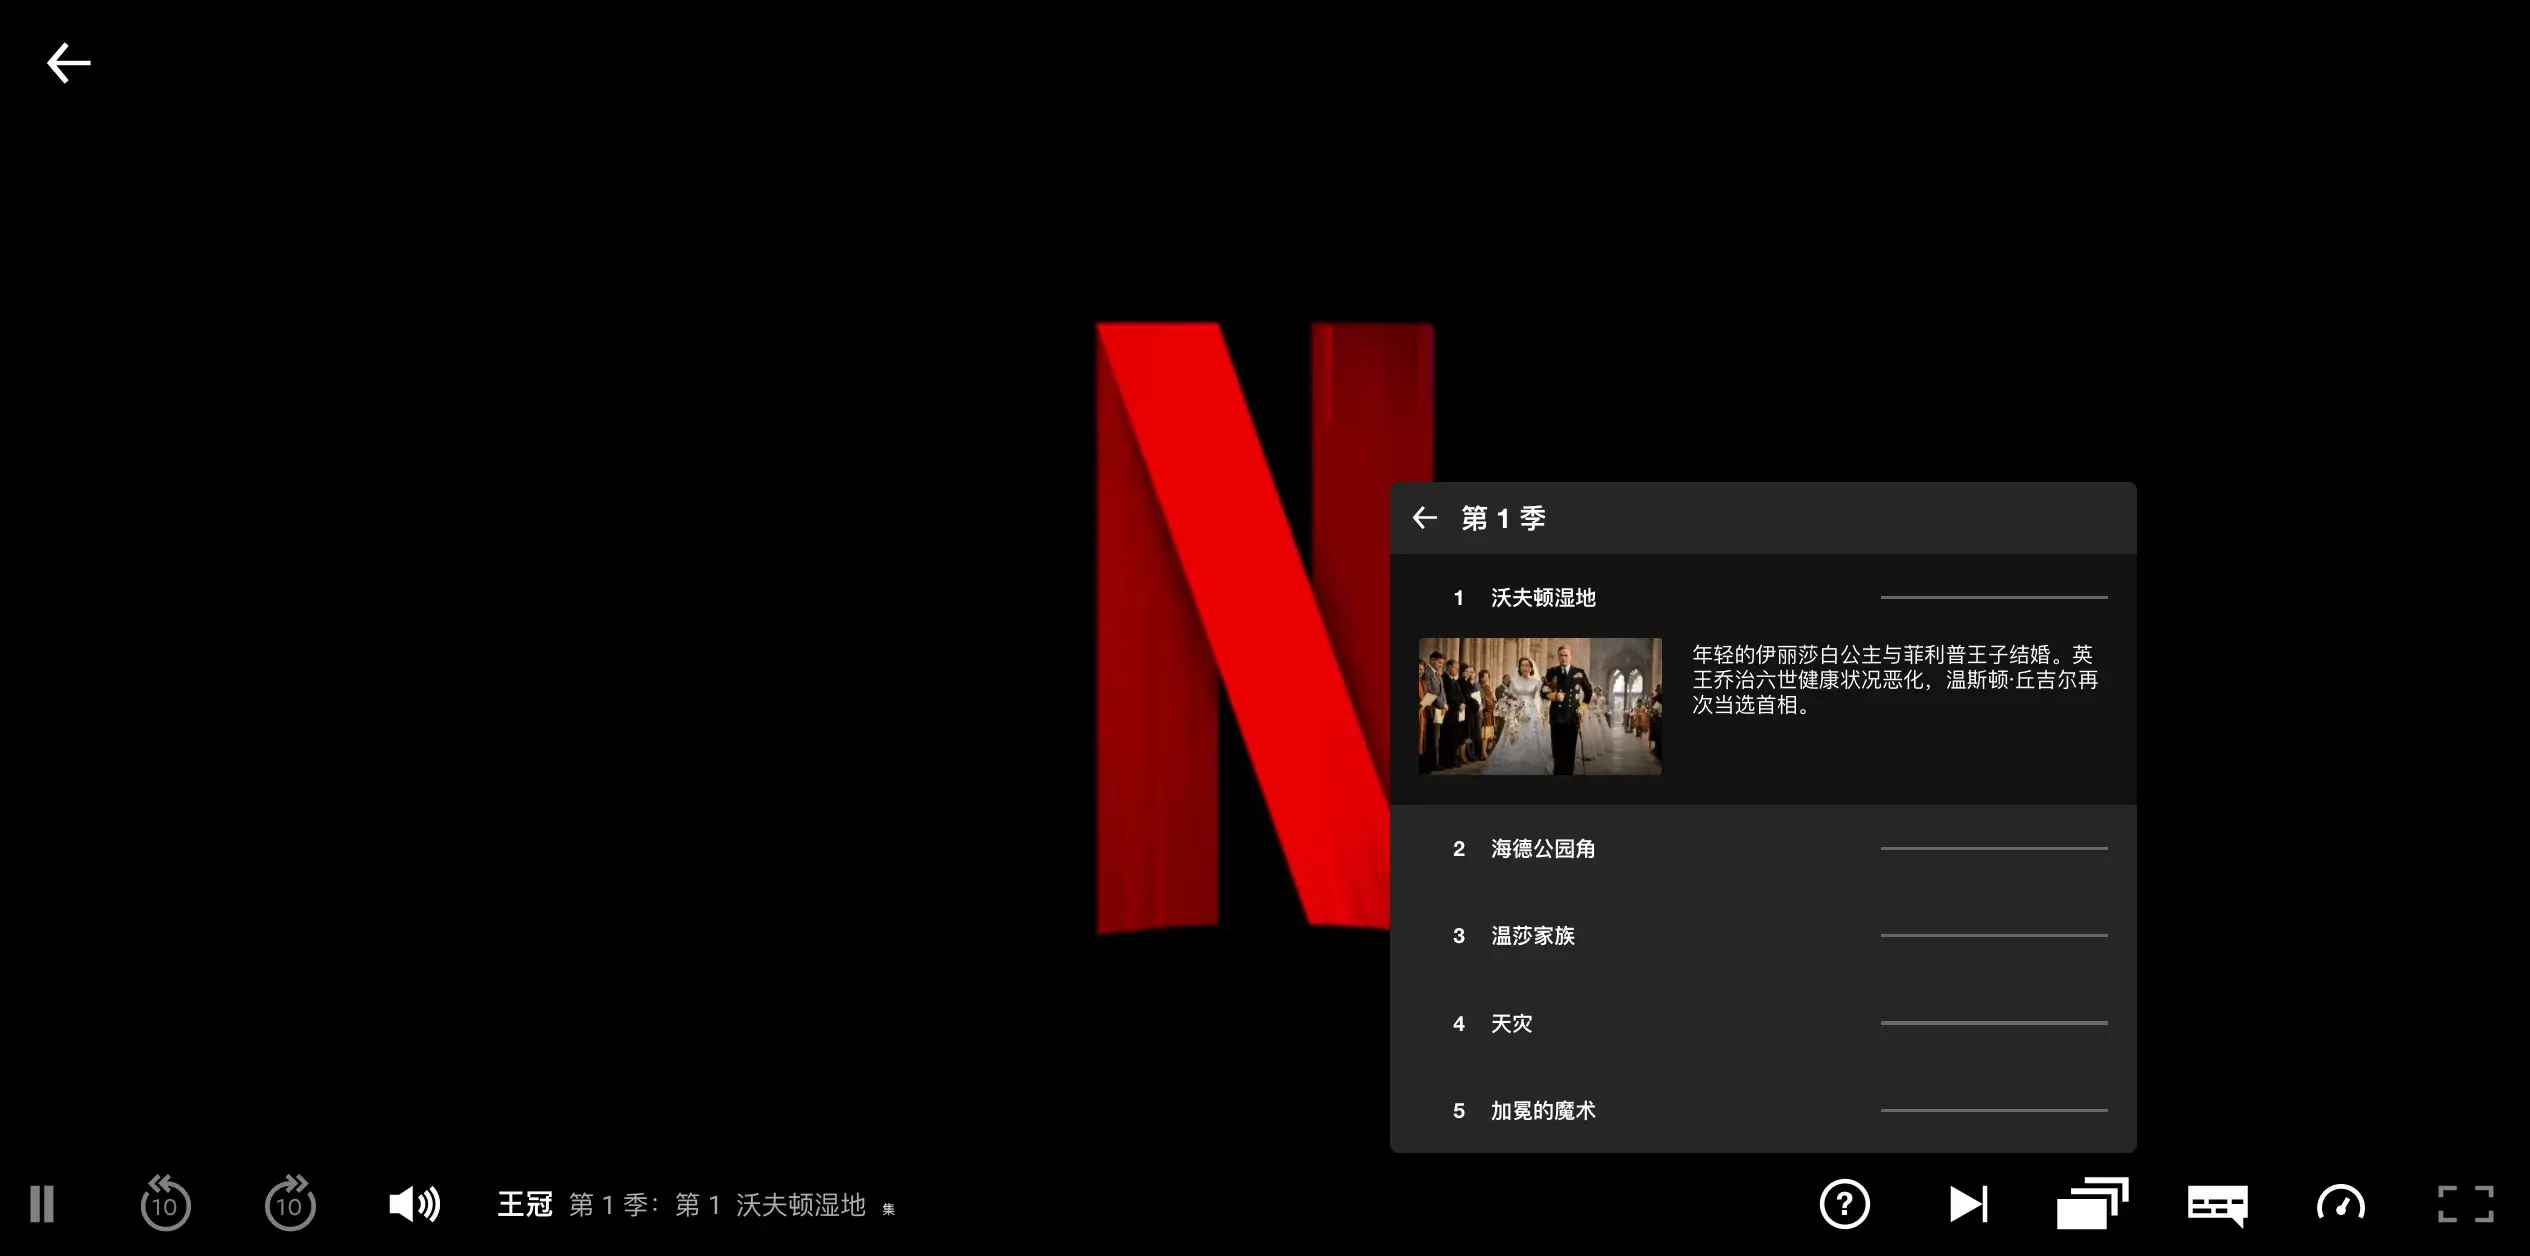 第 1 季
1 沃夫顿湿地
年轻的伊丽莎白公主与菲利普王子结婚。英
王乔治六世健康状况恶化，温斯顿·丘吉尔再
次当选首相。
2 海德公园角
3 温莎家族
4 天灾
5 加冕的魔术
10
10
王冠 第 1 季：第 1 沃夫顿湿地 集
?